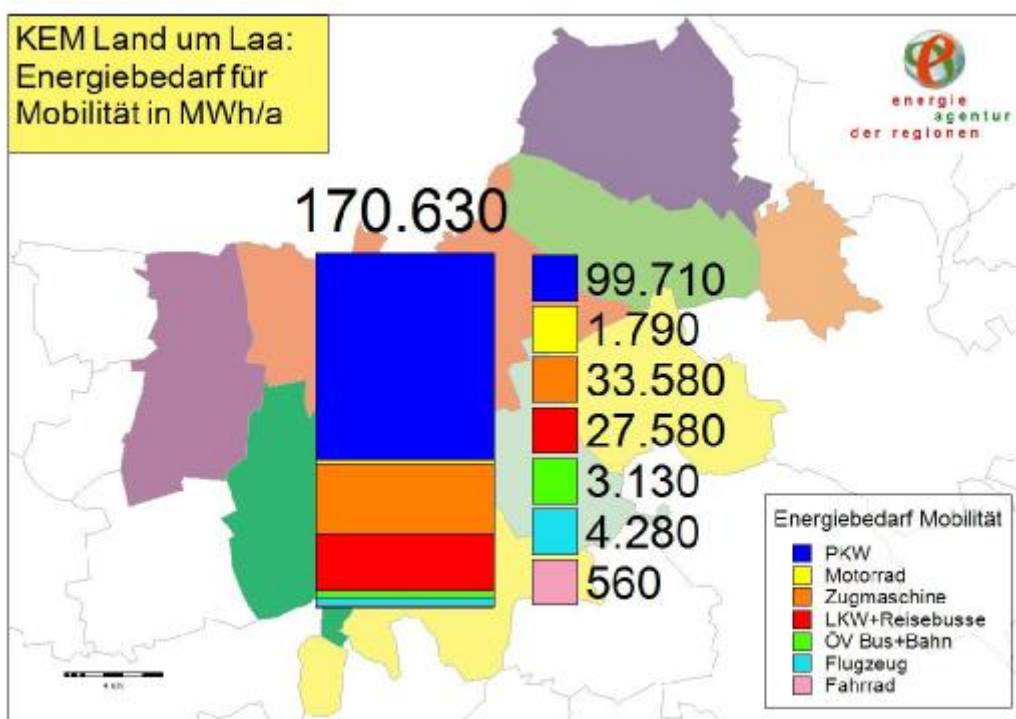 KEM Land um Laa:
Energiebedarf für
Mobilität in MWh/a
energie
agentur
der regionen
170.630
99.710
1.790
33.580
27.580
3.130
4.280
560
Energiebedarf Mobilität
PKW
Motorrad
Zugmaschine
LKW+Reisebusse
ÖV Bus+Bahn
Flugzeug
Fahrrad